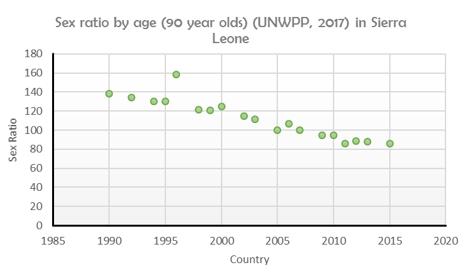 Sex ratio by age (90 year olds) (UNWPP, 2017) in Sierra
Leone
180
160
140
120
100
80
60
40
20
0
Sex Ratio
1985 1990 1995 2000 2005 2010 2015 2020
Country